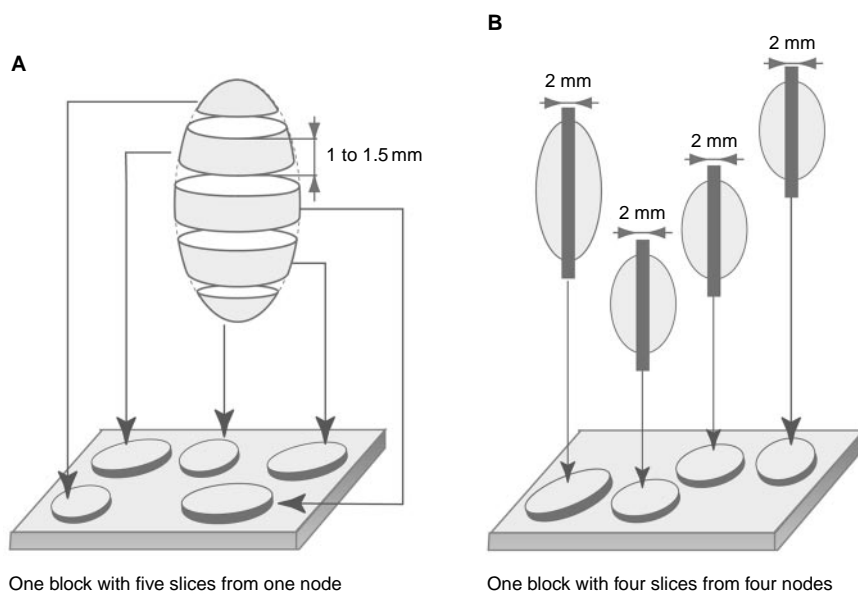 A
1 to 1.5 mm
One block with five slices from one node
B
2 mm
2 mm
2 mm
2 mm
One block with four slices from four nodes